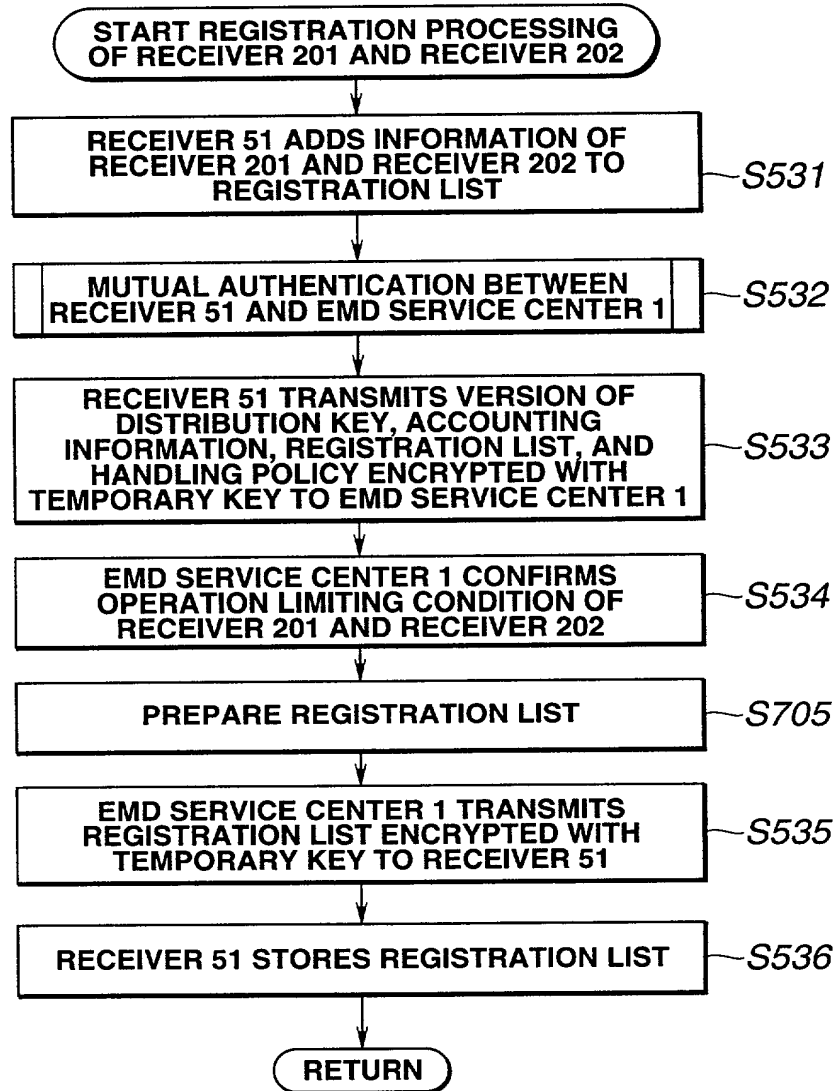 START REGISTRATION PROCESSING
OF RECEIVER 201 AND RECEIVER 202
RECEIVER 51 ADDS INFORMATION OF
RECEIVER 201 AND RECEIVER 202 TO
REGISTRATION LIST
S531
MUTUAL AUTHENTICATION BETWEEN
RECEIVER 51 AND EMD SERVICE CENTER 1
S532
RECEIVER 51 TRANSMITS VERSION OF
DISTRIBUTION KEY, ACCOUNTING
INFORMATION, REGISTRATION LIST, AND
HANDLING POLICY ENCRYPTED WITH
TEMPORARY KEY TO EMD SERVICE CENTER 1
S533
EMD SERVICE CENTER 1 CONFIRMS
OPERATION LIMITING CONDITION OF
RECEIVER 201 AND RECEIVER 202
S534
PREPARE REGISTRATION LIST
S705
EMD SERVICE CENTER 1 TRANSMITS
REGISTRATION LIST ENCRYPTED WITH
TEMPORARY KEY TO RECEIVER 51
S535
RECEIVER 51 STORES REGISTRATION LIST
S536
RETURN